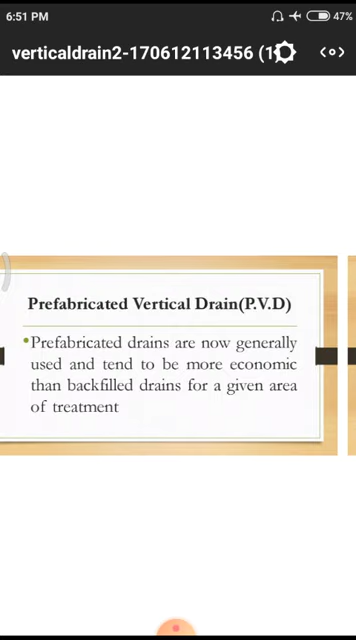 6:51 PM
47%
verticaldrain2-170612113456 (1
Prefabricated Vertical Drain(P.V.D)
•Prefabricated drains are now generally
used and tend to be more economic
than backfilled drains for a given area
of treatment